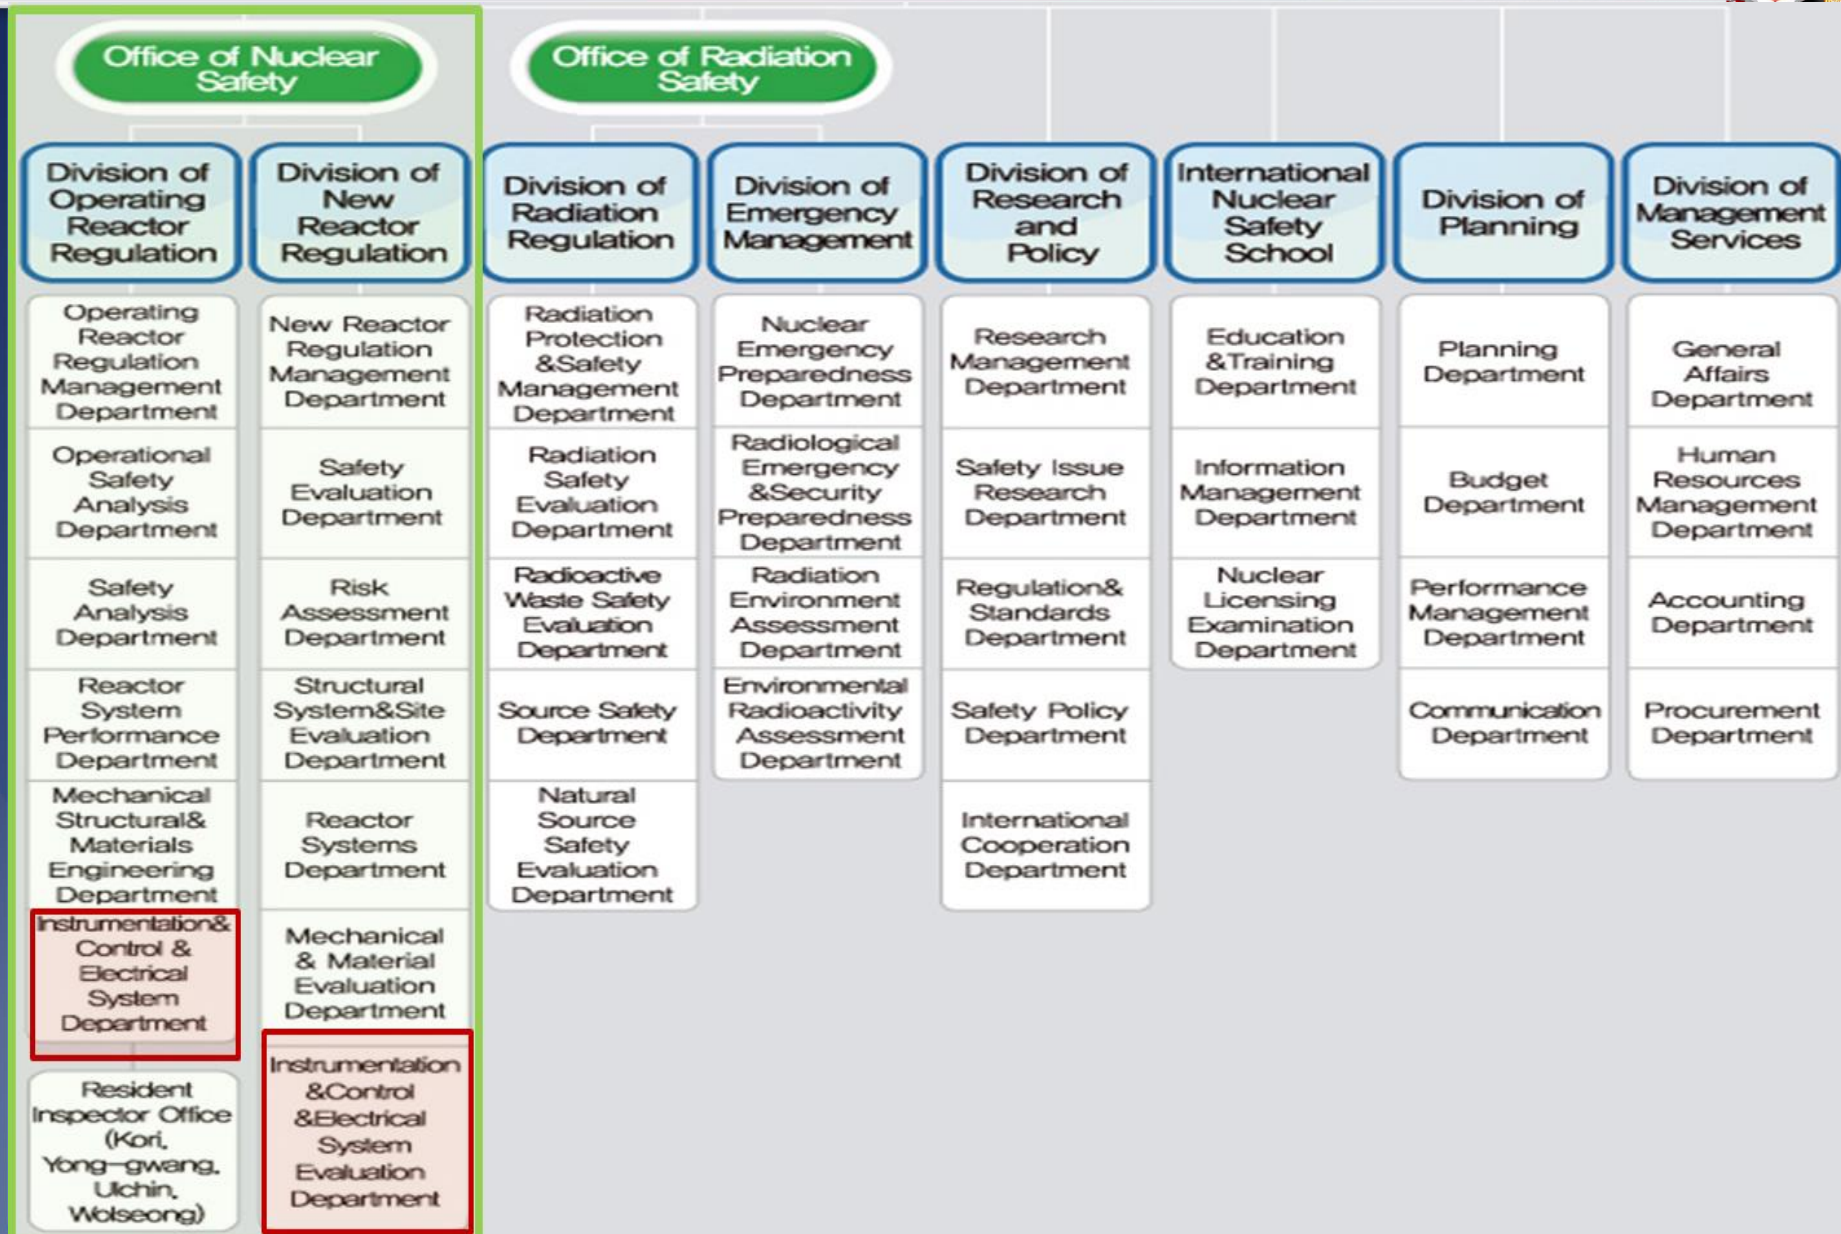 Office of Nuclear
Safety
Office of Radiation
Safety
Division of
Operating
Reactor
Regulation
Division of
New
Reactor
Regulation
Division of
Radiation
Regulation
Division of
Emergency
Management
Division of
Research
and
Policy
International
Nuclear
Safety
School
Division of
Planning
Division of
Management
Services
Operating
Reactor
Regulation
Management
Department
Operational
Safety
Analysis
Department
Safety
Analysis
Department
Reactor
System
Performance
Department
Mechanical
Structural&
Materials
Engineering
Department
Instrumentation&
Control &
Electrical
System
Department
Resident
Inspector Office
(Kori,
Yong-gwang,
Ulchin,
Wolseong)
New Reactor
Regulation
Management
Department
Safety
Evaluation
Department
Risk
Assessment
Department
Structural
System&Site
Evaluation
Department
Reactor
Systems
Department
Mechanical
& Material
Evaluation
Department
Instrumentation
&Control
&Electrical
System
Evaluation
Department
Radiation
Protection
&Safety
Management
Department
Radiation
Safety
Evaluation
Department
Radioactive
Waste Safety
Evaluation
Department
Source Safety
Department
Natural
Source
Safety
Evaluation
Department
Nuclear
Emergency
Preparedness
Department
Radiological
Emergency
&Security
Preparedness
Department
Radiation
Environment
Assessment
Department
Environmental
Radioactivity
Assessment
Department
Research
Management
Department
Safety Issue
Research
Department
Regulation&
Standards
Department
Safety Policy
Department
International
Cooperation
Department
Education
&Training
Department
Information
Management
Department
Nuclear
Licensing
Examination
Department
Planning
Department
Budget
Department
Performance
Management
Department
Communication
Department
General
Affairs
Department
Human
Resources
Management
Department
Accounting
Department
Procurement
Department